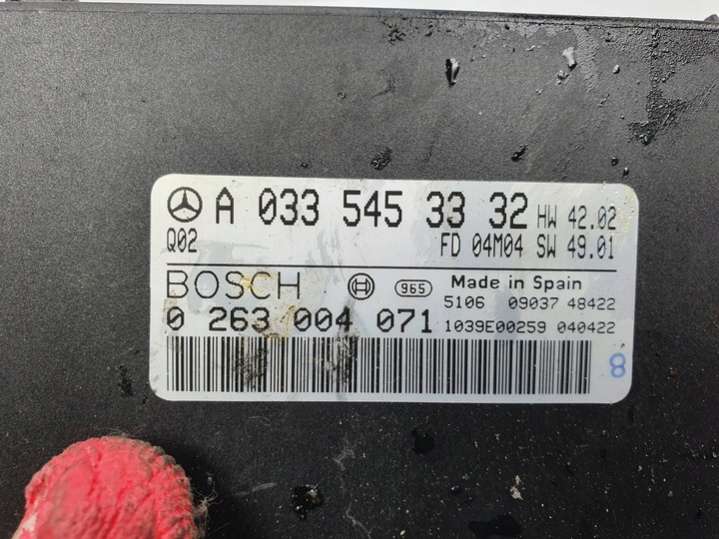 A 033 545 33 32 HW 42.02
Q02 FD 04M04 SW 49.01
BOSCH 965 Made in Spain
5106 09037 48422
0 263 004 071 1039E00259 040422
8